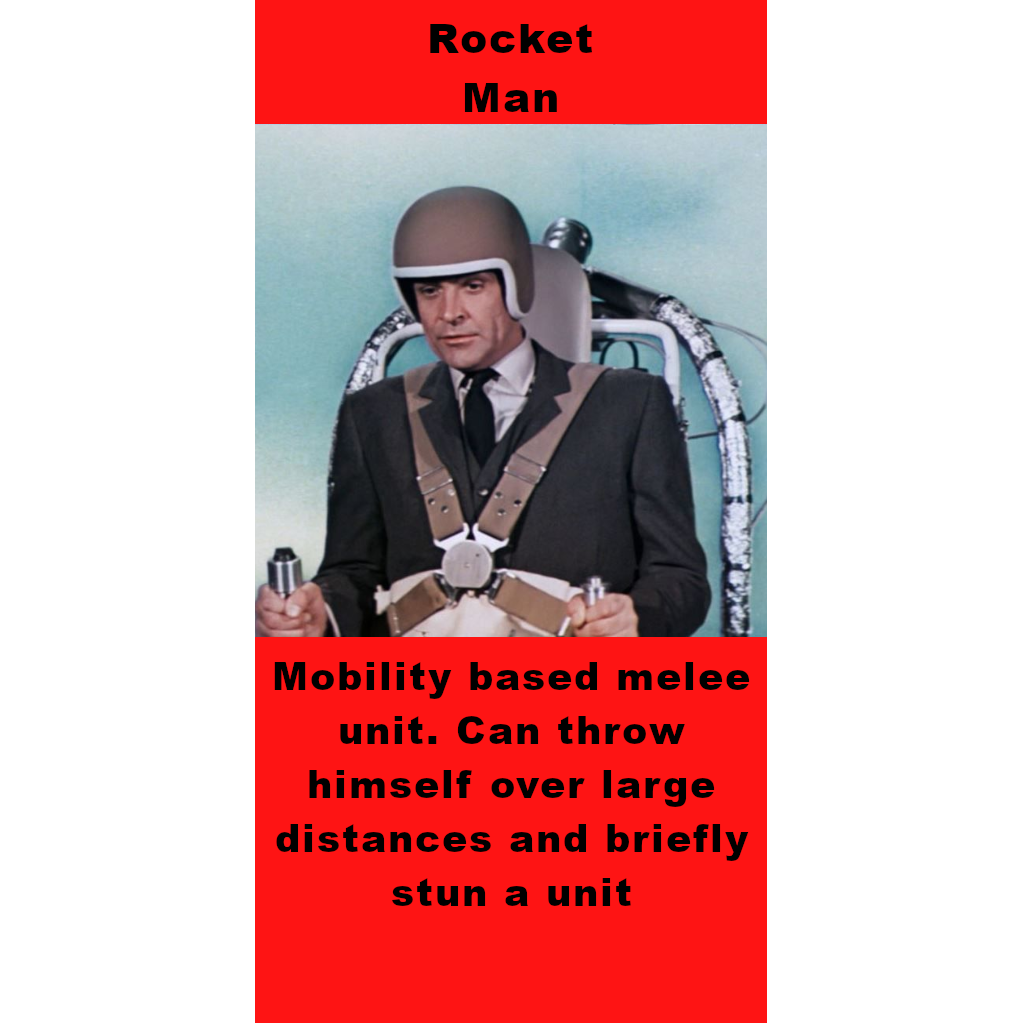 Rocket
Man
Mobility based melee
unit. Can throw
himself over large
distances and briefly
stun a unit